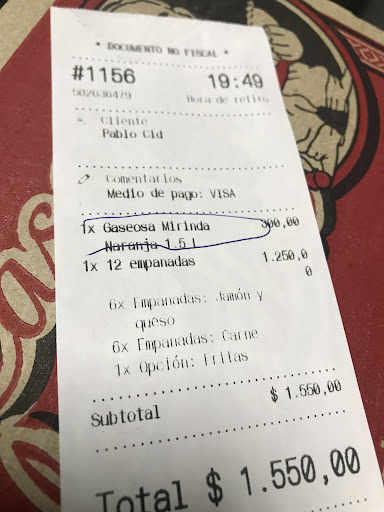 * DOCUMENTO NO FISCAL *
#1156 19:49
502636479 Hora de retiro
Cliente
Pablo Cid
Comentarios
Medio de pago: VISA
1x Gaseosa Mirinda 300,00
Naranja 1.5 L
1x 12 empanadas 1.250,0
0
6x Empanadas: Jamón y
queso
6x Empanadas: Carne
1x Opción: Fritas
$ 1.550,00
Subtotal
Total $ 1.550,00